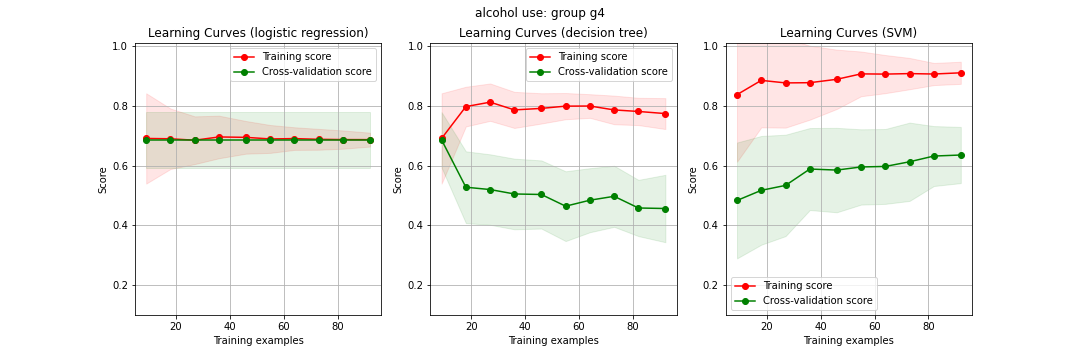 alcohol use: group g4
Learning Curves (logistic regression)
1.0
0.8
0.6
0.4
0.2
Score
20 40 60 80
Training examples
Training score
Cross-validation score
Learning Curves (decision tree)
1.0
0.8
0.6
0.4
0.2
Score
20 40 60 80
Training examples
Training score
Cross-validation score
Learning Curves (SVM)
1.0
0.8
0.6
0.4
0.2
Score
20 40 60 80
Training examples
Training score
Cross-validation score